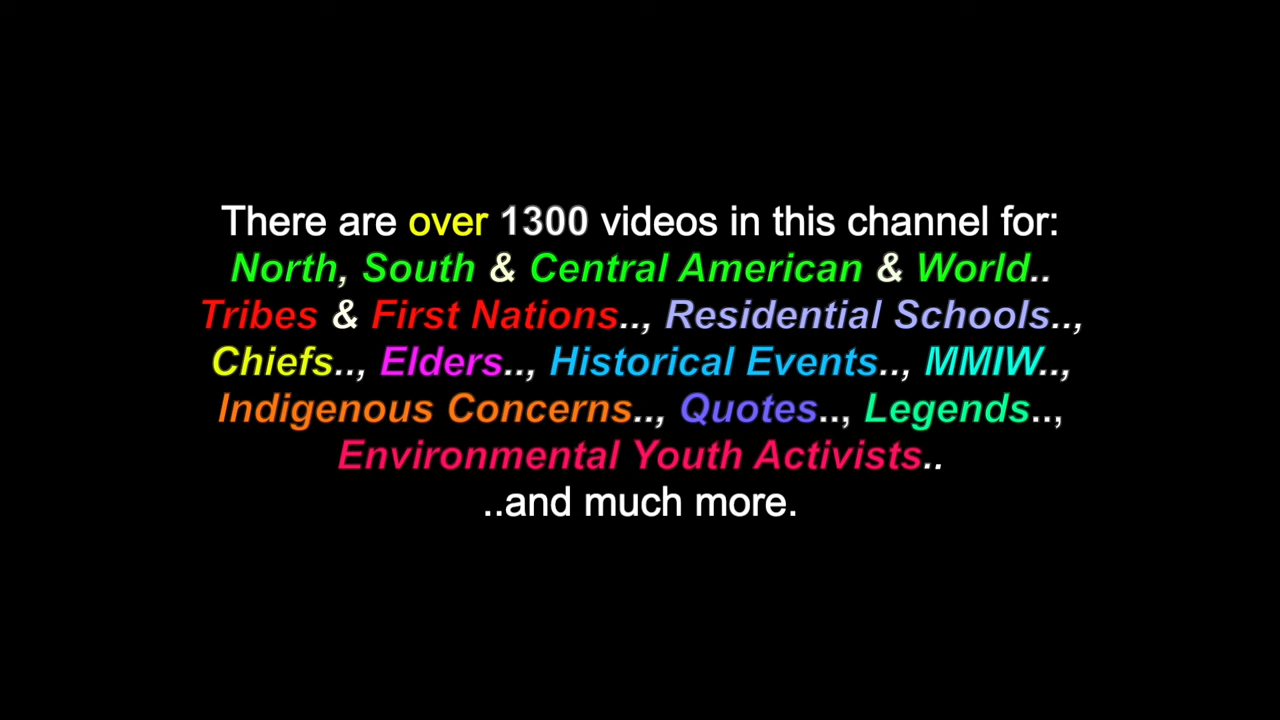 There are over 1300 videos in this channel for:
North, South & Central American & World..
Tribes & First Nations.., Residential Schools..,
Chiefs.., Elders.., Historical Events.., MMIW..,
Indigenous Concerns.., Quotes.., Legends..,
Environmental Youth Activists..
..and much more.